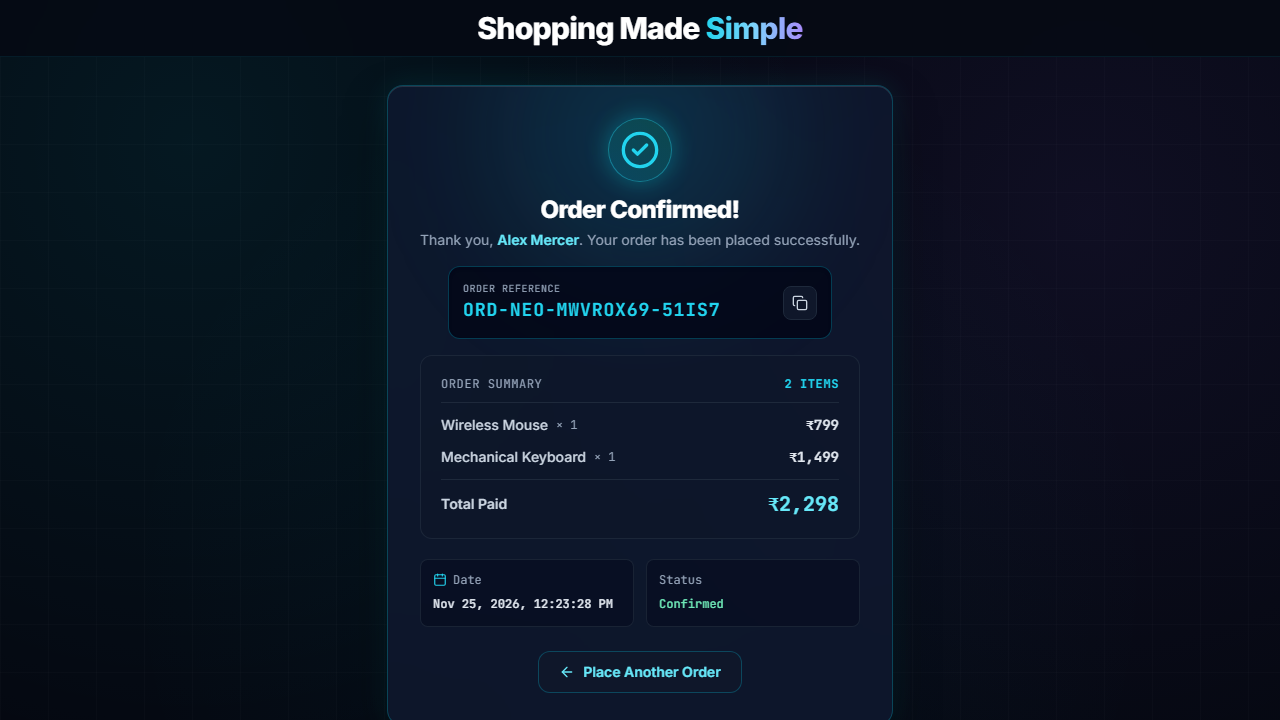 Shopping Made Simple
Order Confirmed!
Thank you, Alex Mercer. Your order has been placed successfully.
ORDER REFERENCE
ORD-NEO-MWVROX69-51IS7
ORDER SUMMARY 2 ITEMS
Wireless Mouse × 1 ₹799
Mechanical Keyboard × 1 ₹1,499
Total Paid ₹2,298
Date
Nov 25, 2026, 12:23:28 PM
Status
Confirmed
Place Another Order